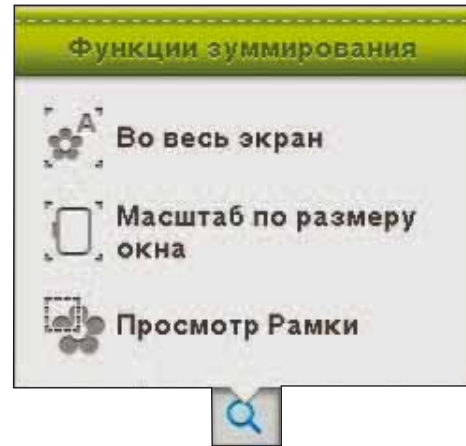 Функции зуммирования
Во весь экран
Масштаб по размеру
окна
Просмотр Рамки